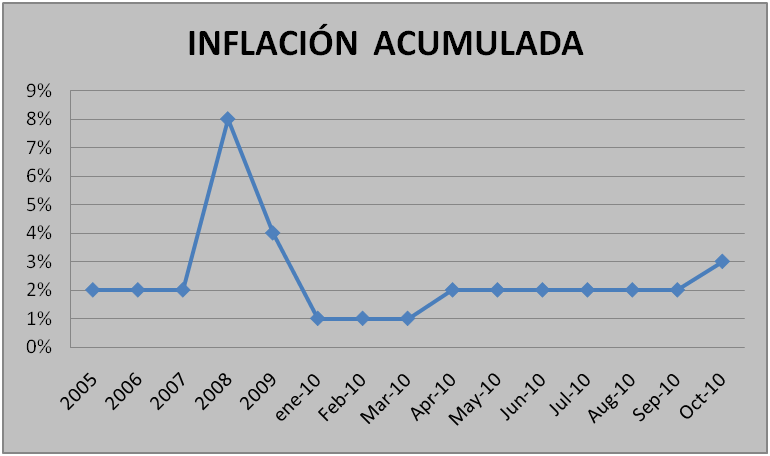 INFLACIÓN ACUMULADA
9%
8%
7%
6%
5%
4%
3%
2%
1%
0%
2005
2006
2007
2008
2009
ene-10
Feb-10
Mar-10
Apr-10
May-10
Jun-10
Jul-10
Aug-10
Sep-10
Oct-10